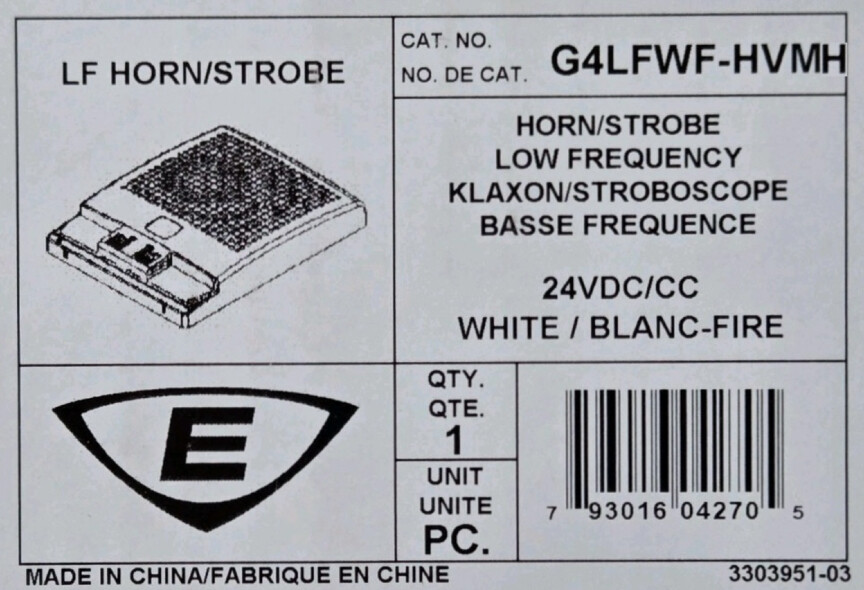 LF HORN/STROBE
CAT. NO.
NO. DE CAT.
G4LFWF-HVMH
HORN/STROBE
LOW FREQUENCY
KLAXON/STROBOSCOPE
BASSE FREQUENCE
24VDC/CC
WHITE / BLANC-FIRE
E
QTY.
QTE.
1
UNIT
UNITE
PC.
7 93016 04270 5
MADE IN CHINA/FABRIQUE EN CHINE
3303951-03